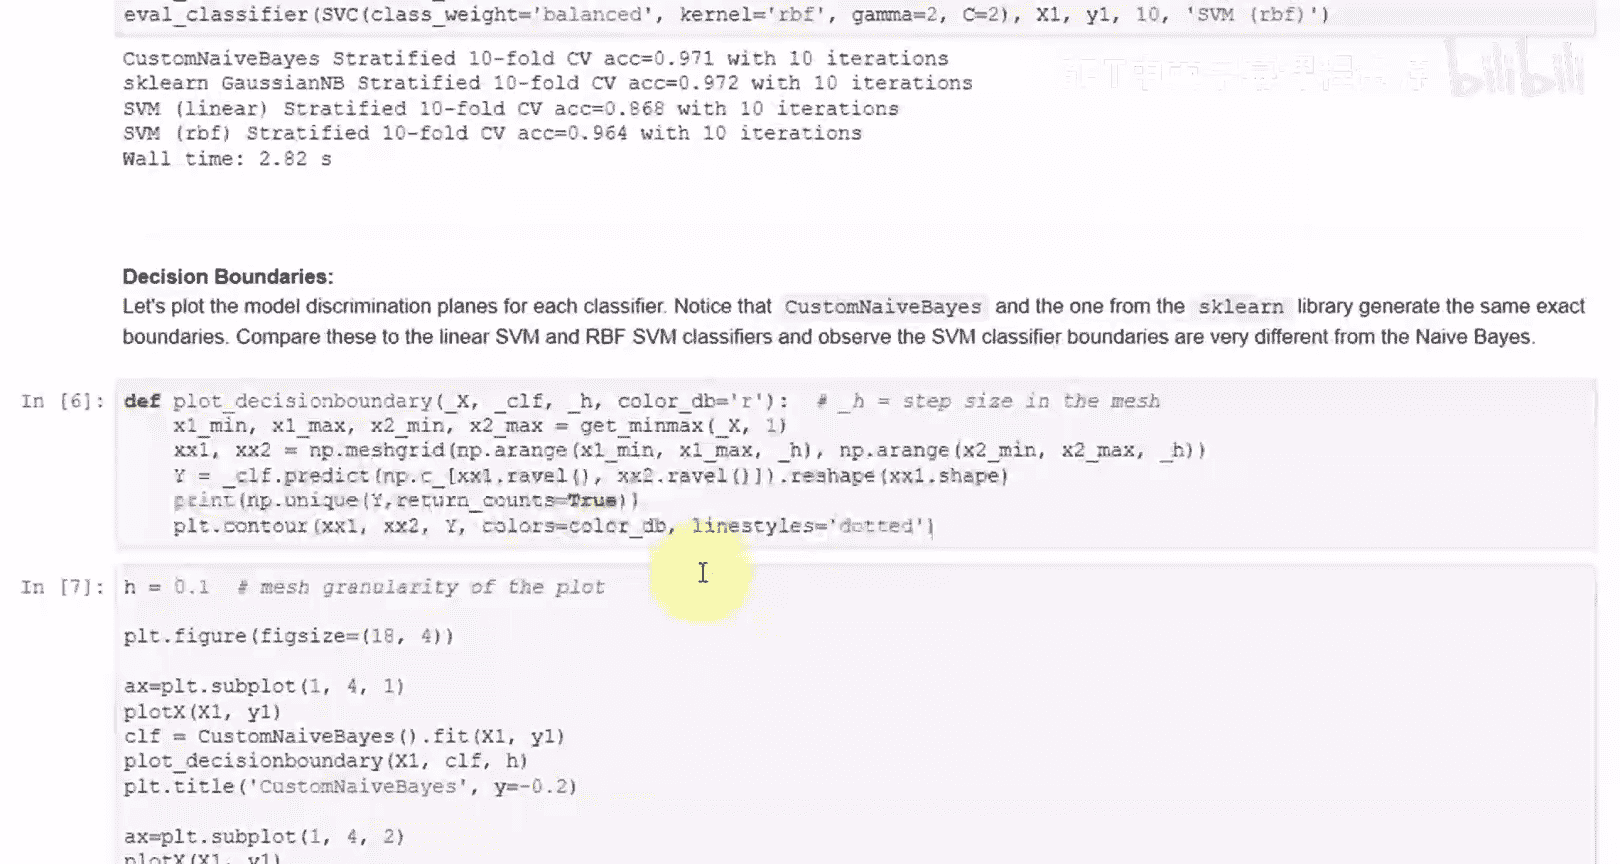 eval_classifier(SVC(class_weight='balanced', kernel='rbf', gamma=2, C=2), X1, y1, 10, 'SVM (rbf)')
CustomNaiveBayes Stratified 10-fold CV acc=0.971 with 10 iterations
sklearn GaussianNB Stratified 10-fold CV acc=0.972 with 10 iterations
SVM (linear) Stratified 10-fold CV acc=0.868 with 10 iterations
SVM (rbf) Stratified 10-fold CV acc=0.964 with 10 iterations
Wall time: 2.82 s
bilibili
Decision Boundaries:
Let's plot the model discrimination planes for each classifier. Notice that CustomNaiveBayes and the one from the sklearn library generate the same exact
boundaries. Compare these to the linear SVM and RBF SVM classifiers and observe the SVM classifier boundaries are very different from the Naive Bayes.
In [6]: def plot_decisionboundary(_X, _clf, _h, color_db='r'): # _h = step size in the mesh
x1_min, x1_max, x2_min, x2_max = get_minmax(_X, 1)
xx1, xx2 = np.meshgrid(np.arange(x1_min, x1_max, _h), np.arange(x2_min, x2_max, _h))
Y = _clf.predict(np.c_[xx1.ravel(), xx2.ravel()]).reshape(xx1.shape)
print(np.unique(Y,return_counts=True))
plt.contour(xx1, xx2, Y, colors=color_db, linestyles='dotted')
In [7]: h = 0.1 # mesh granularity of the plot
plt.figure(figsize=(18, 4))
ax=plt.subplot(1, 4, 1)
plotX(X1, y1)
clf = CustomNaiveBayes().fit(X1, y1)
plot_decisionboundary(X1, clf, h)
plt.title('CustomNaiveBayes', y=-0.2)
ax=plt.subplot(1, 4, 2)
plotX(X1, y1)